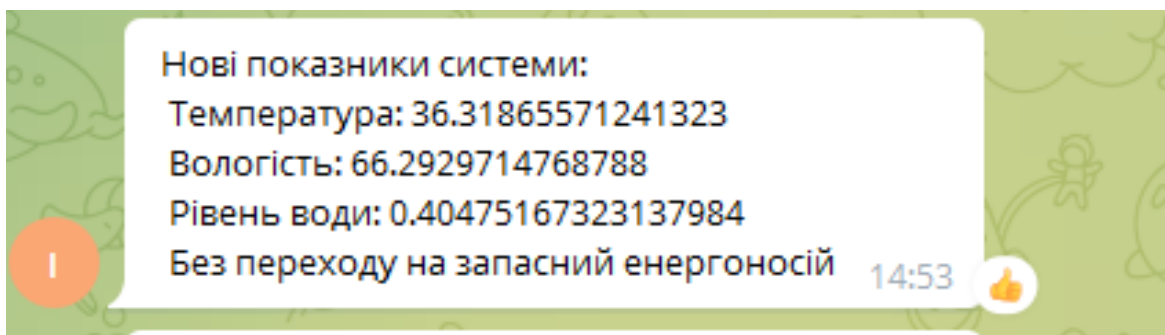 Нові показники системи:
Температура: 36.31865571241323
Вологість: 66.2929714768788
Рівень води: 0.40475167323137984
Без переходу на запасний енергоносій
14:53
І